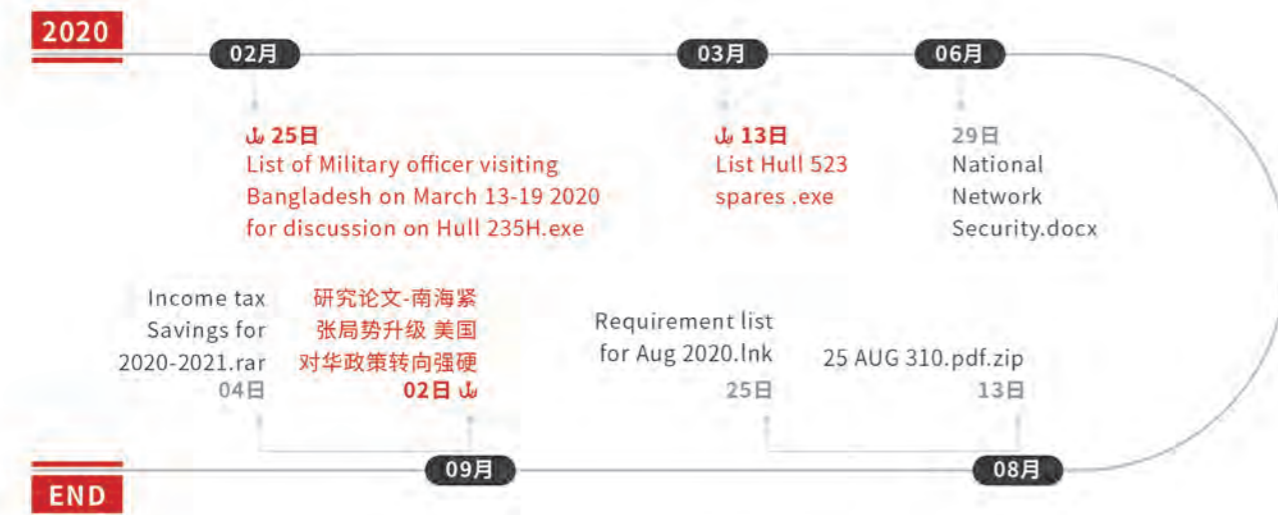 2020
02月
03月
06月
25日
List of Military officer visiting
Bangladesh on March 13-19 2020
for discussion on Hull 235H.exe
13日
List Hull 523
spares .exe
29日
National
Network
Security.docx
Income tax
Savings for
2020-2021.rar
04日
研究论文-南海紧
张局势升级 美国
对华政策转向强硬
02日
Requirement list
for Aug 2020.lnk
25日
25 AUG 310.pdf.zip
13日
09月
08月
END